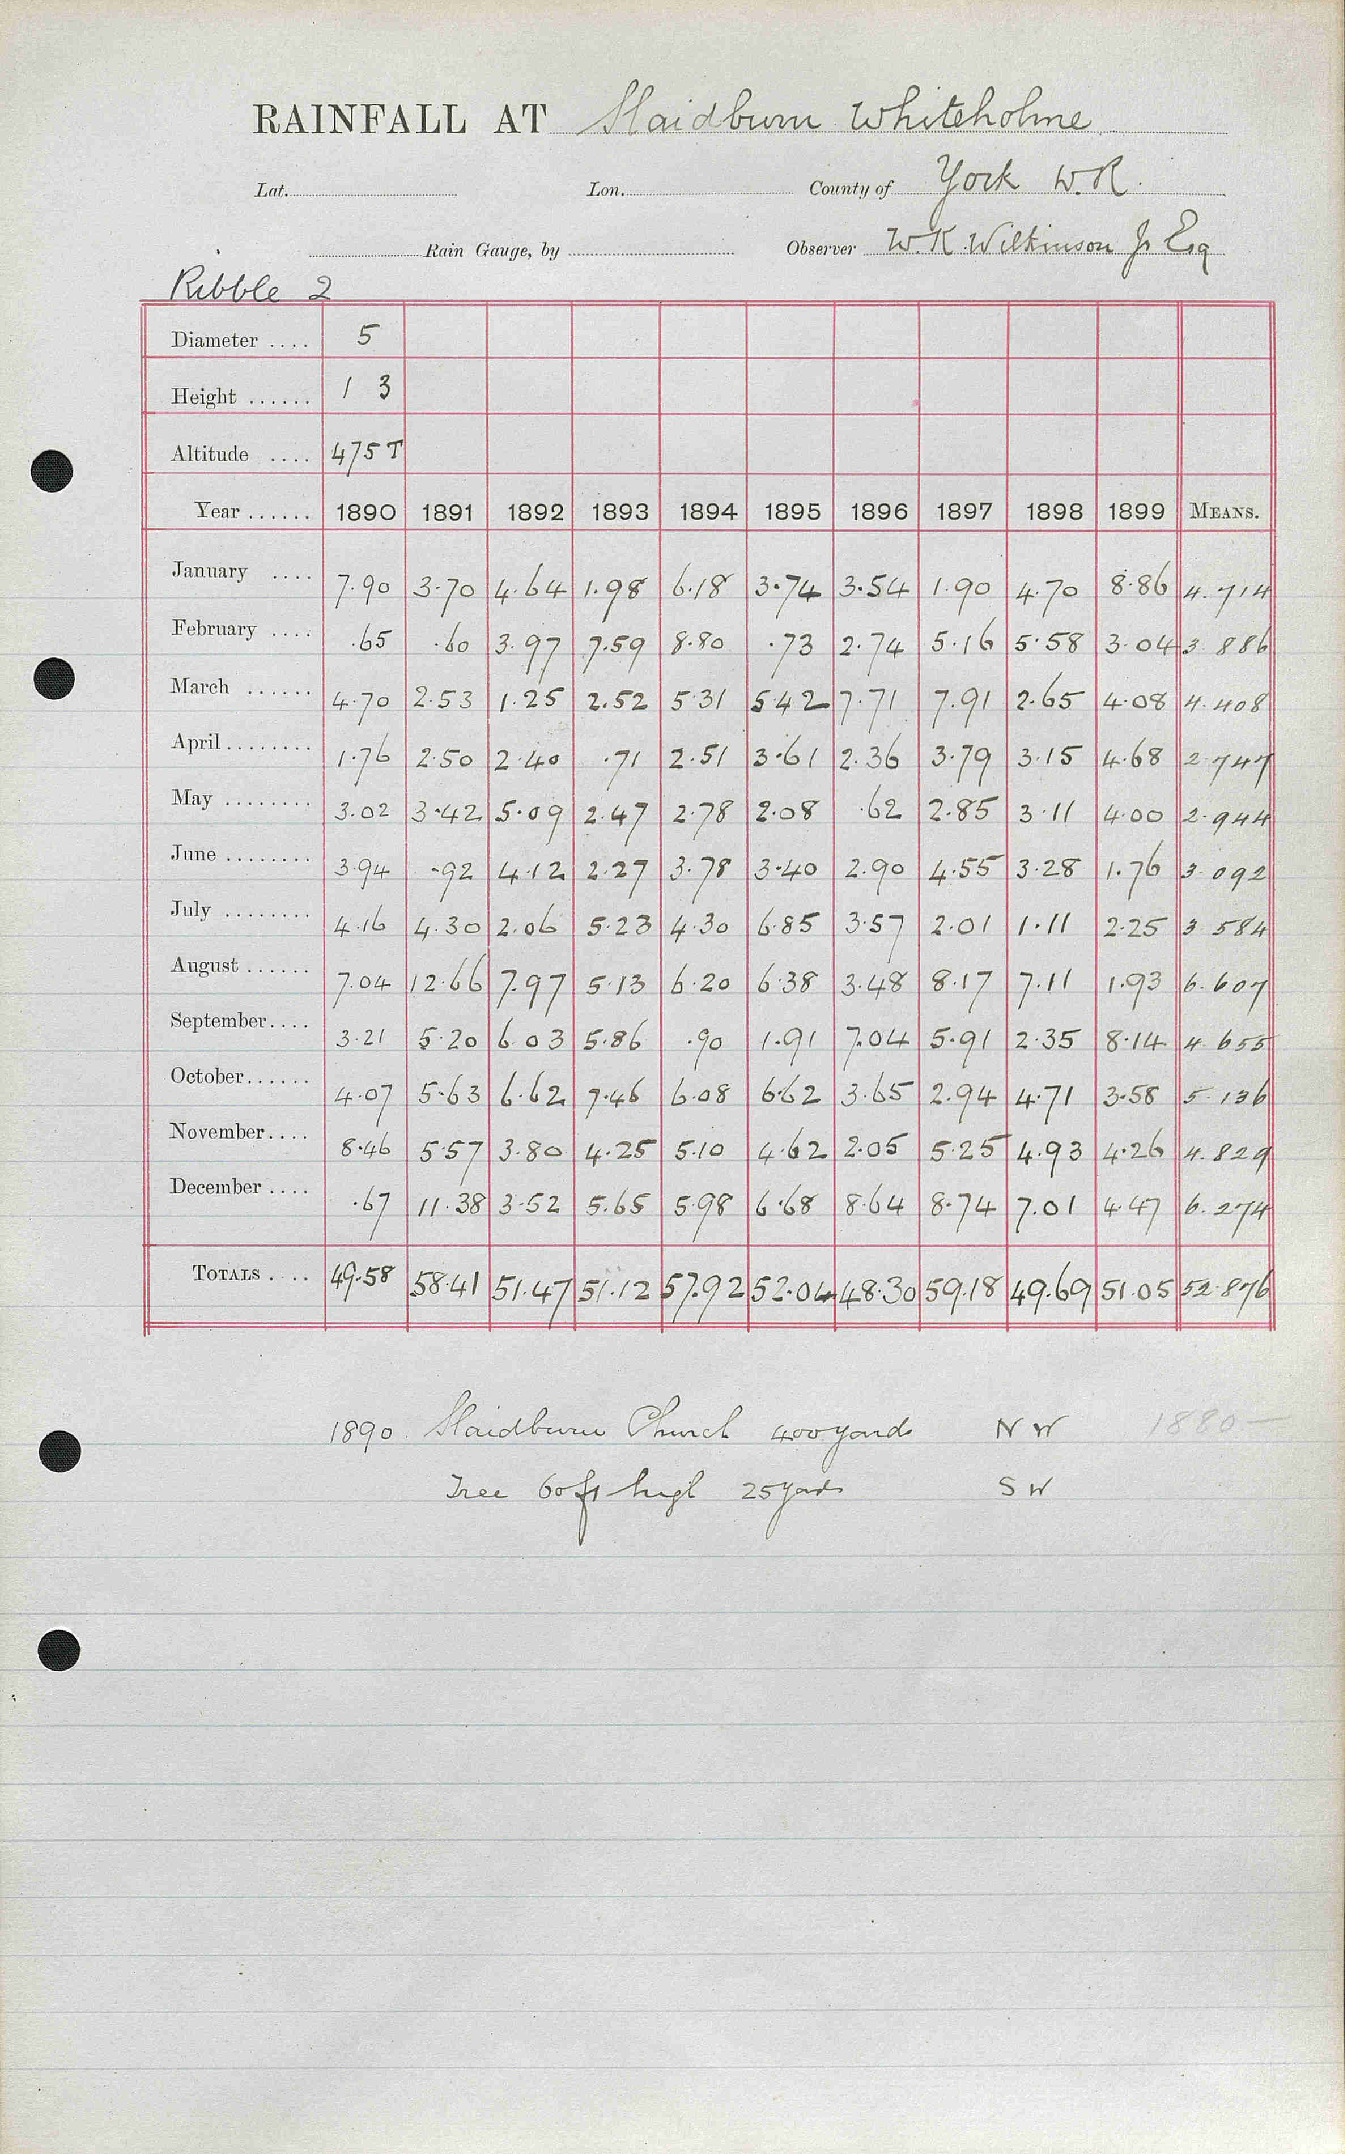 RAINFALL AT Slaidburn Whiteholme
Lat. Lon. County of York W.R.
Rain Gauge, by Observer W.K. Wilkinson Jr Esq
Ribble 2
Diameter .... 5
Height ...... 1 3
Altitude .... 475 T
Year ...... 1890 1891 1892 1893 1894 1895 1896 1897 1898 1899 MEANS.
January .... 7.90 3.70 4.64 1.98 6.18 3.74 3.54 1.90 4.70 8.86 4.714
February .... .65 .60 3.97 7.59 8.80 .73 2.74 5.16 5.58 3.04 3.886
March ...... 4.70 2.53 1.25 2.52 5.31 5.42 7.71 7.91 2.65 4.08 4.408
April ........ 1.76 2.50 2.40 .71 2.51 3.61 2.36 3.79 3.15 4.68 2.747
May ........ 3.02 3.42 5.09 2.47 2.78 2.08 .62 2.85 3.11 4.00 2.944
June ........ 3.94 .92 4.12 2.27 3.78 3.40 2.90 4.55 3.28 1.76 3.092
July ........ 4.16 4.30 2.06 5.23 4.30 6.85 3.57 2.01 1.11 2.25 3.584
August ...... 7.04 12.66 7.97 5.13 6.20 6.38 3.48 8.17 7.11 1.93 6.607
September.... 3.21 5.20 6.03 5.86 .90 1.91 7.04 5.91 2.35 8.14 4.655
October...... 4.07 5.63 6.62 7.46 6.08 6.62 3.65 2.94 4.71 3.58 5.136
November.... 8.46 5.57 3.80 4.25 5.10 4.62 2.05 5.25 4.93 4.26 4.829
December .... .67 11.38 3.52 5.65 5.98 6.68 8.64 8.74 7.01 4.47 6.274
TOTALS .... 49.58 58.41 51.47 51.12 57.92 52.04 48.30 59.18 49.69 51.05 52.876
1890 Slaidburn Church 400 yards N W 1880—
Tree 60 ft high 25 yards S W